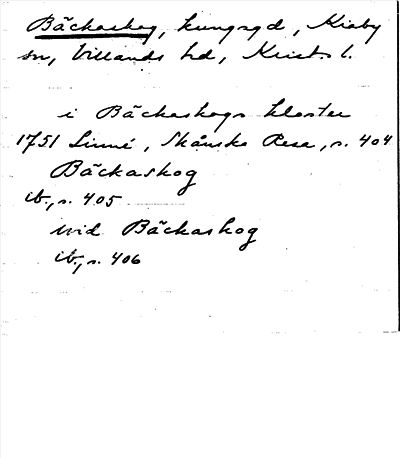 Bäckaskog, kungsgd, Kiaby
sn, Villands hd, Krist. l.
i Bäckaskogs kloster
1751 Linné, Skånska Resa, s. 404
Bäckaskog
ib., s. 405
wid Bäckaskog
ib., s. 406